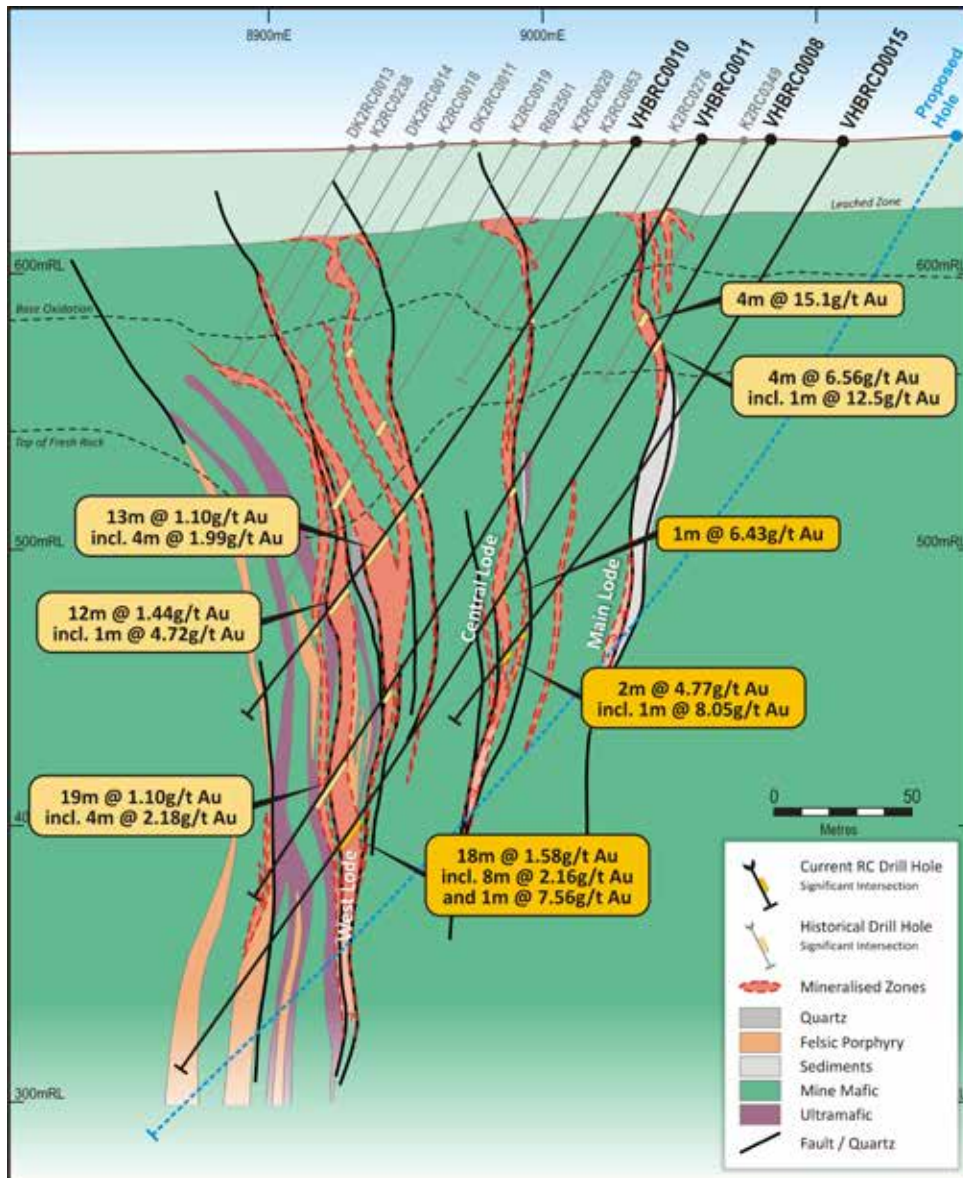 8900mE
9000mE
DK2RC0013
K2RC0238
DK2RC0014
K2RC0018
DK2RC0011
K2RC0019
R692501
K2RC0020
K2RC0053
VHBRC0010
K2RC0276
VHBRC0011
K2RC0349
VHBRC0008
VHBRCD0015
Proposed
Hole
Leached Zone
600mRL
600mRL
Base Oxidation
4m @ 15.1g/t Au
4m @ 6.56g/t Au
incl. 1m @ 12.5g/t Au
Top of Fresh Rock
13m @ 1.10g/t Au
incl. 4m @ 1.99g/t Au
500mRL
500mRL
1m @ 6.43g/t Au
Central Lode
Main Lode
12m @ 1.44g/t Au
incl. 1m @ 4.72g/t Au
2m @ 4.77g/t Au
incl. 1m @ 8.05g/t Au
19m @ 1.10g/t Au
incl. 4m @ 2.18g/t Au
40
0
50
Metres
18m @ 1.58g/t Au
incl. 8m @ 2.16g/t Au
and 1m @ 7.56g/t Au
West Lode
300mRL
Current RC Drill Hole
Significant Intersection
Historical Drill Hole
Significant Intersection
Mineralised Zones
Quartz
Felsic Porphyry
Sediments
Mine Mafic
Ultramafic
Fault / Quartz